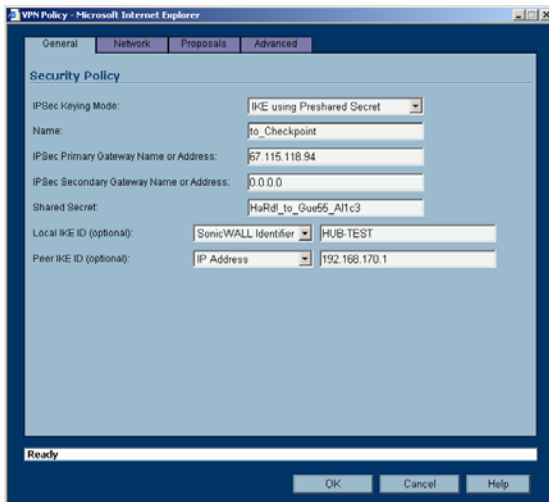 VPN Policy - Microsoft Internet Explorer
General Network Proposals Advanced
Security Policy
IPSec Keying Mode: IKE using Preshared Secret
Name: to_Checkpoint
IPSec Primary Gateway Name or Address: 67.115.118.94
IPSec Secondary Gateway Name or Address: 0.0.0.0
Shared Secret: HaRdl_to_Gue55_Al1c3
Local IKE ID (optional): SonicWALL Identifier HUB-TEST
Peer IKE ID (optional): IP Address 192.168.170.1
Ready
OK Cancel Help